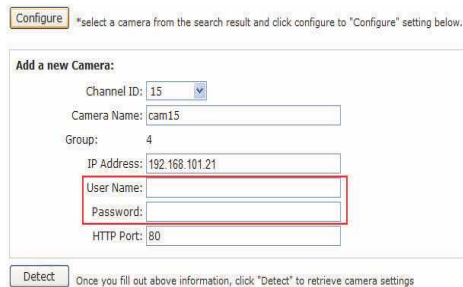 Configure *select a camera from the search result and click configure to "Configure" setting below.
Add a new Camera:
Channel ID: 15
Camera Name: cam15
Group: 4
IP Address: 192.168.101.21
User Name:
Password:
HTTP Port: 80
Detect Once you fill out above information, click "Detect" to retrieve camera settings